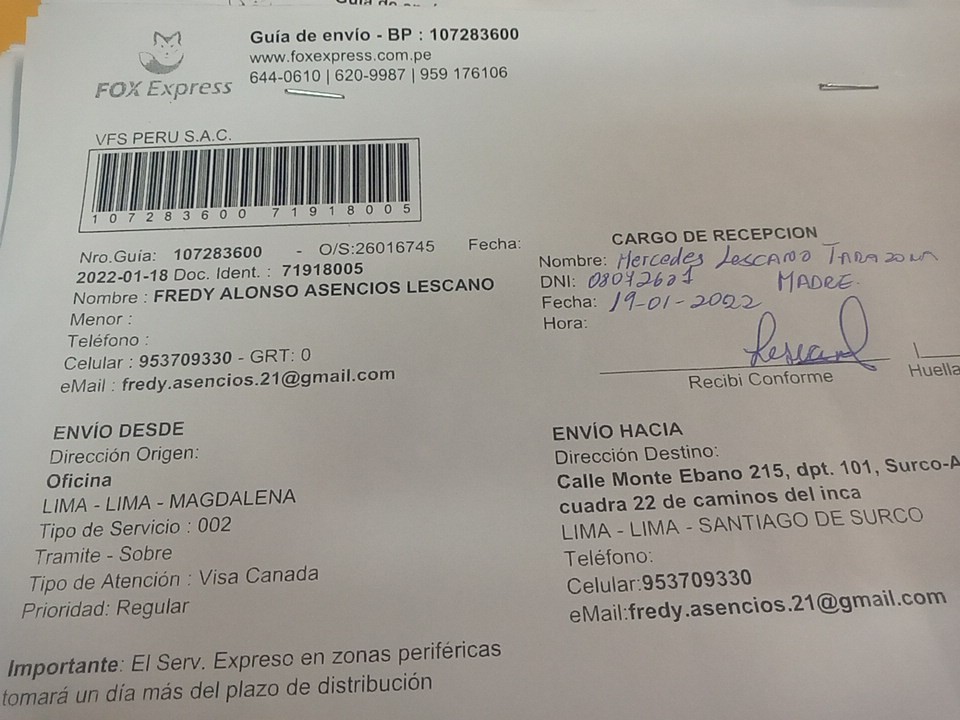 Guía de envío - BP : 107283600
www.foxexpress.com.pe
644-0610 | 620-9987 | 959 176106
FOX Express
VFS PERU S.A.C.
107283600 71918005
Nro.Guía: 107283600 - O/S:26016745 Fecha:
2022-01-18 Doc. Ident. : 71918005
Nombre : FREDY ALONSO ASENCIOS LESCANO
Menor :
Teléfono :
Celular : 953709330 - GRT: 0
eMail : fredy.asencios.21@gmail.com
CARGO DE RECEPCION
Nombre: Mercedes Lescano Tarazona
DNI: 08072601 MADRE.
Fecha: 19-01-2022
Hora:
Recibi Conforme
Huella
ENVÍO DESDE
Dirección Origen:
Oficina
LIMA - LIMA - MAGDALENA
Tipo de Servicio : 002
Tramite - Sobre
Tipo de Atención : Visa Canada
Prioridad: Regular
ENVÍO HACIA
Dirección Destino:
Calle Monte Ebano 215, dpt. 101, Surco-A
cuadra 22 de caminos del inca
LIMA - LIMA - SANTIAGO DE SURCO
Teléfono:
Celular:953709330
eMail:fredy.asencios.21@gmail.com
Importante: El Serv. Expreso en zonas periféricas
tomará un día más del plazo de distribución